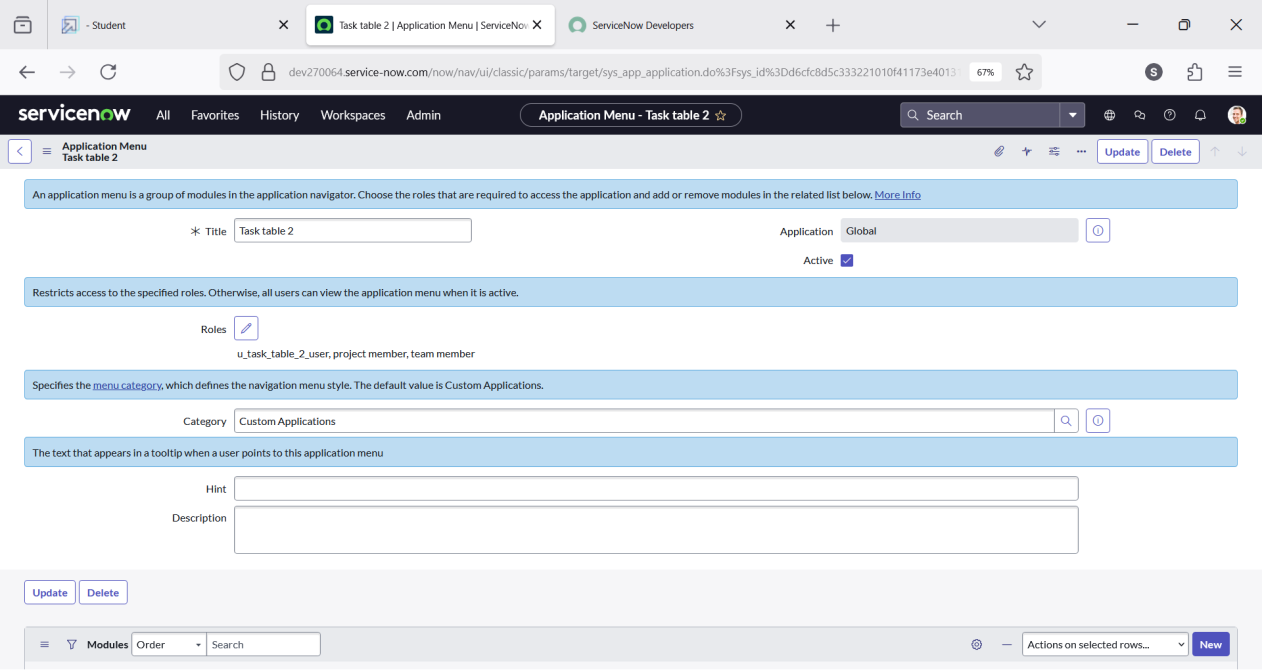 - Student
Task table 2 | Application Menu | ServiceNow
ServiceNow Developers
dev270064.service-now.com/now/nav/ui/classic/params/target/sys_app_application.do%3Fsys_id%3Dd6cfc8d5c333221010f41173e4013
67%
S
servicenow All Favorites History Workspaces Admin
Application Menu - Task table 2
Search
Application Menu
Task table 2
Update Delete
An application menu is a group of modules in the application navigator. Choose the roles that are required to access the application and add or remove modules in the related list below. More Info
Title Task table 2
Application Global
Active
Restricts access to the specified roles. Otherwise, all users can view the application menu when it is active.
Roles
u_task_table_2_user, project member, team member
Specifies the menu category, which defines the navigation menu style. The default value is Custom Applications.
Category Custom Applications
The text that appears in a tooltip when a user points to this application menu
Hint
Description
Update Delete
Modules Order Search Actions on selected rows... New